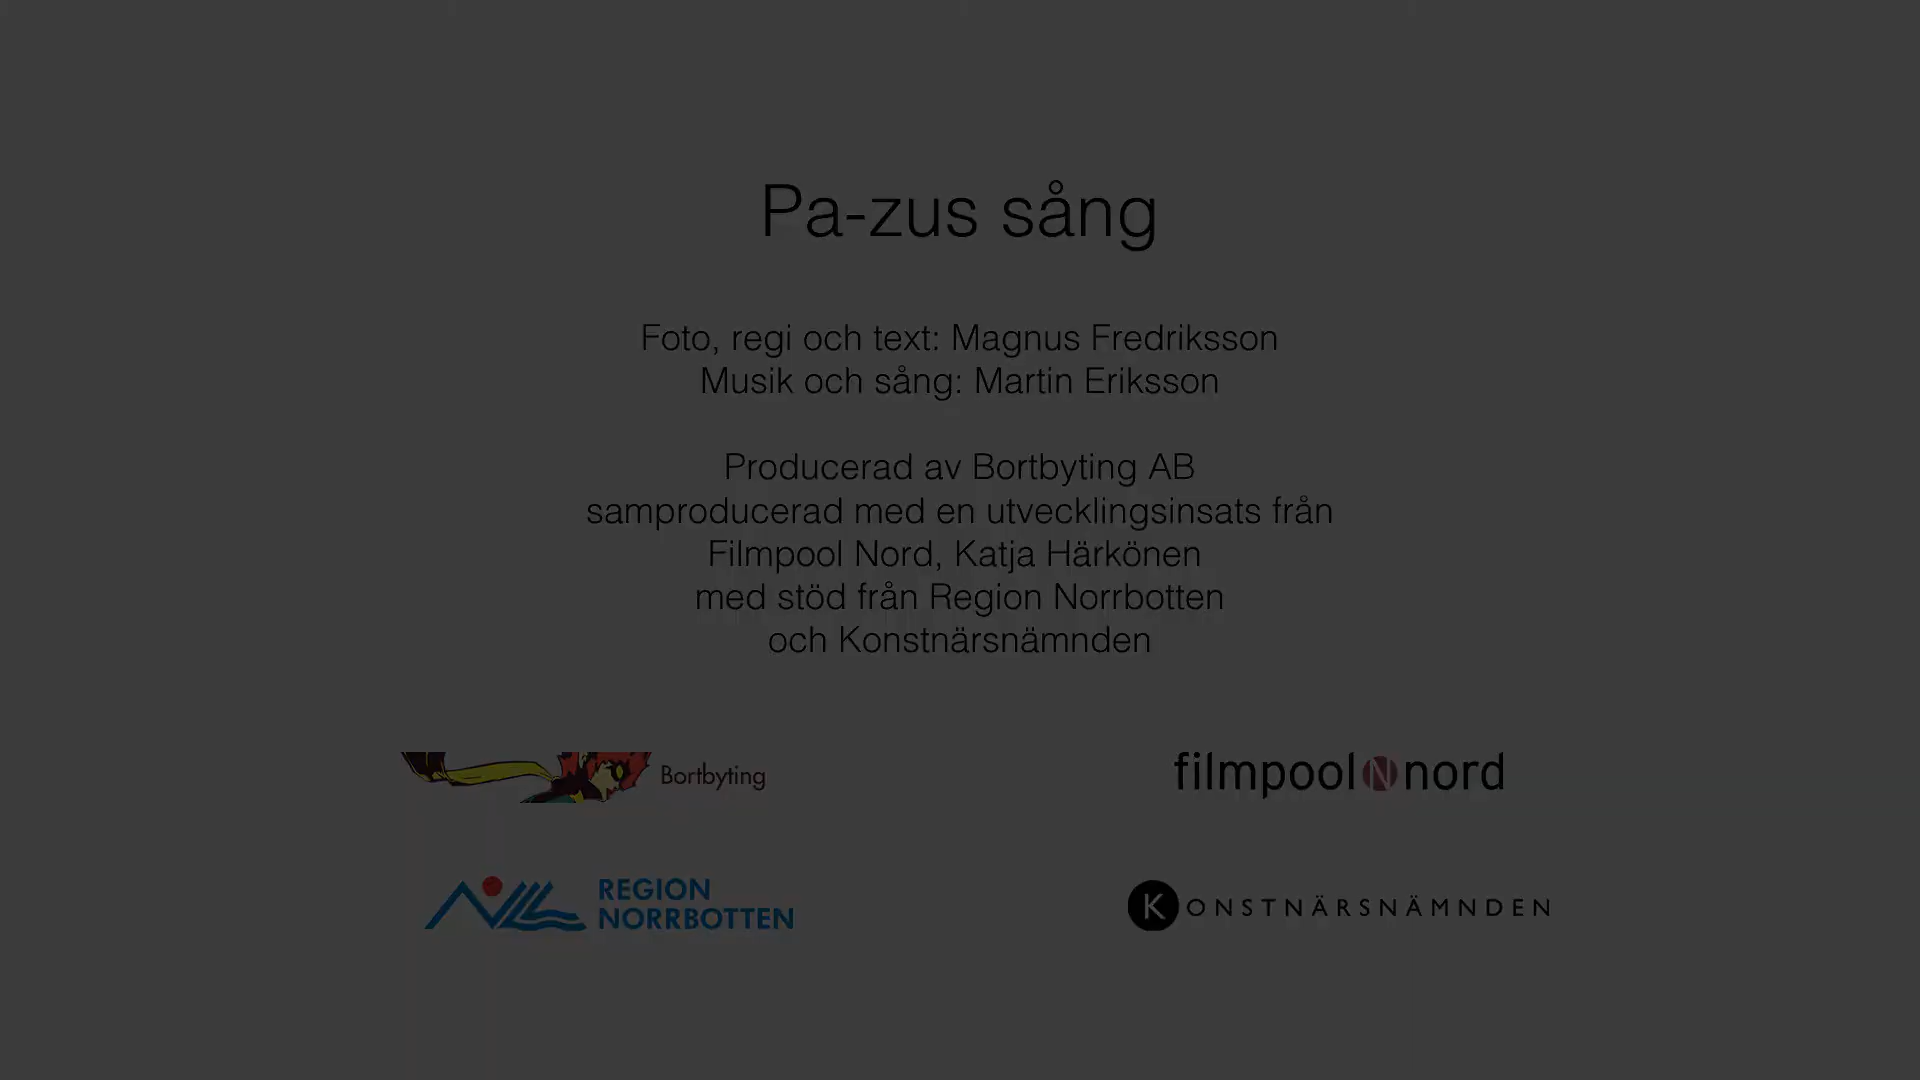 Pa-zus sång
Foto, regi och text: Magnus Fredriksson
Musik och sång: Martin Eriksson
Producerad av Bortbyting AB
samproducerad med en utvecklingsinsats från
Filmpool Nord, Katja Härkönen
med stöd från Region Norrbotten
och Konstnärsnämnden
Bortbyting
filmpool N nord
REGION
NORRBOTTEN
KONSTNÄRSNÄMNDEN